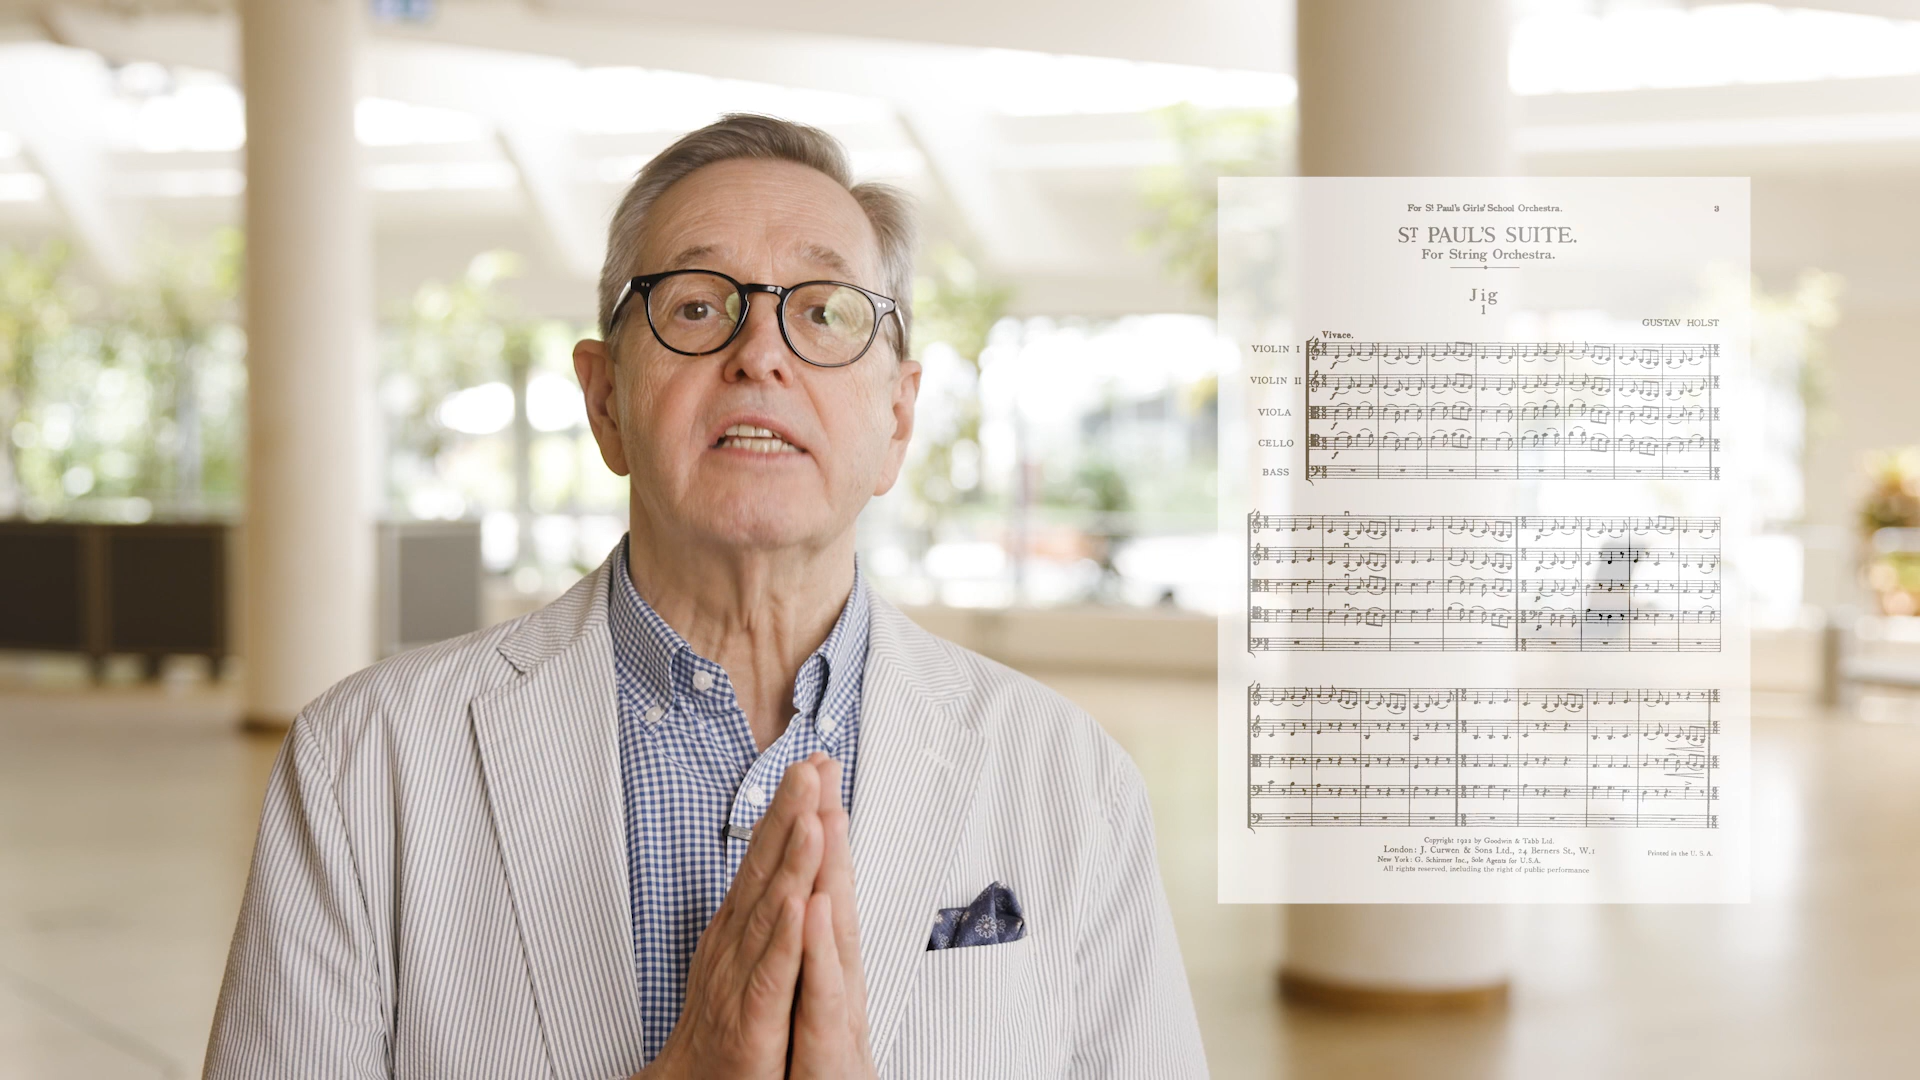 For St Paul's Girls' School Orchestra.
3
ST PAUL'S SUITE.
For String Orchestra.
Jig
1
GUSTAV HOLST
Vivace.
VIOLIN I
VIOLIN II
VIOLA
CELLO
BASS
Copyright 1922 by Goodwin & Tabb Ltd.
London: J. Curwen & Sons Ltd., 24 Berners St., W.1
Printed in the U. S. A.
New York: G. Schirmer Inc., Sole Agents for U.S.A.
All rights reserved, including the right of public performance